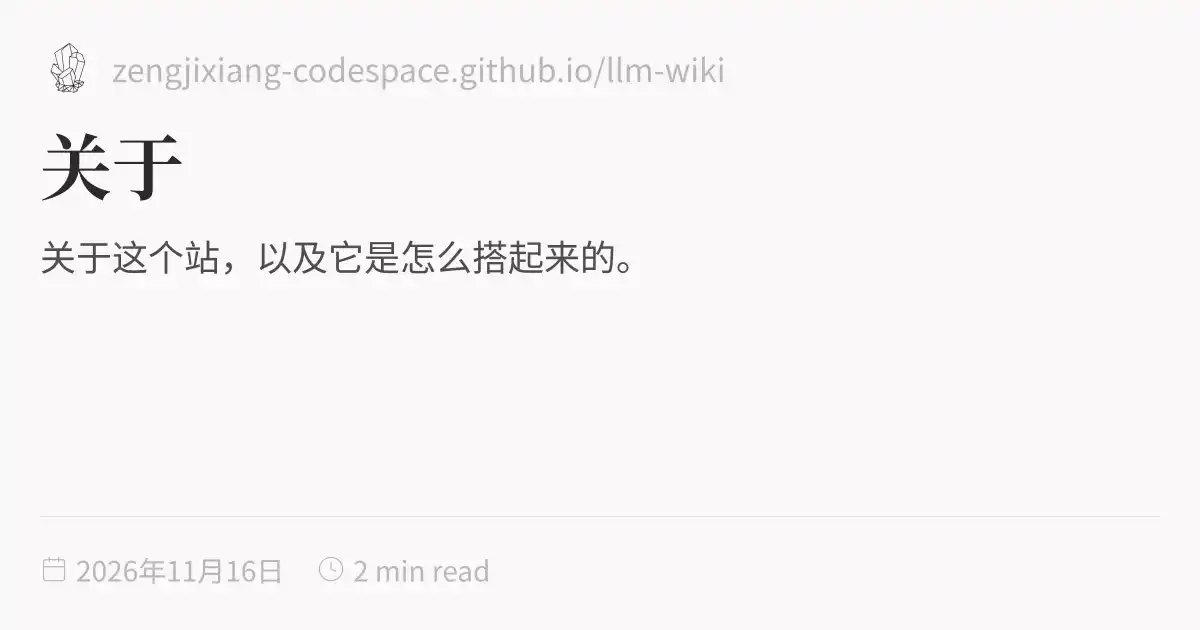 zengjixiang-codespace.github.io/llm-wiki
关于
关于这个站，以及它是怎么搭起来的。
2026年11月16日 2 min read